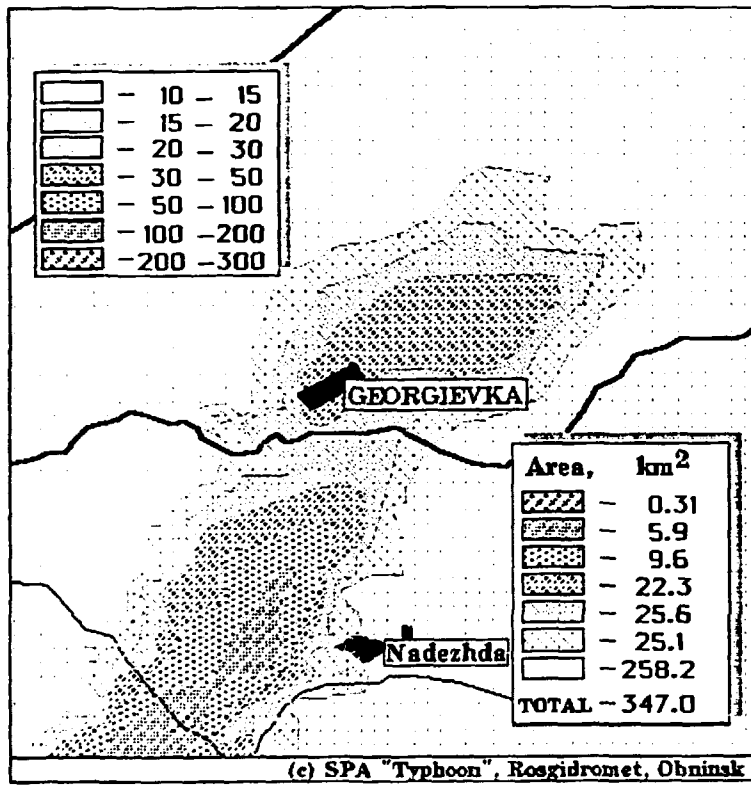 - 10 - 15
- 15 - 20
- 20 - 30
- 30 - 50
- 50 - 100
- 100 - 200
- 200 - 300
GEORGIEVKA
Area, km²
- 0.31
- 5.9
- 9.6
- 22.3
- 25.6
- 25.1
- 258.2
TOTAL - 347.0
Nadezhda
(c) SPA "Typhoon", Rosgidromet, Obninsk